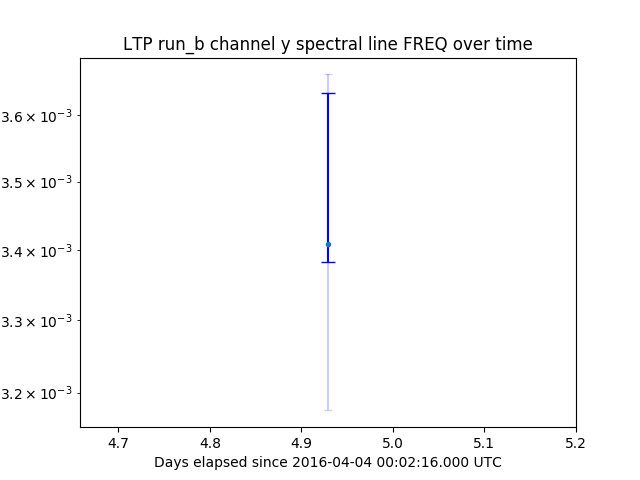 LTP run_b channel y spectral line FREQ over time
3.6 × 10⁻³
3.5 × 10⁻³
3.4 × 10⁻³
3.3 × 10⁻³
3.2 × 10⁻³
4.7 4.8 4.9 5.0 5.1 5.2
Days elapsed since 2016-04-04 00:02:16.000 UTC